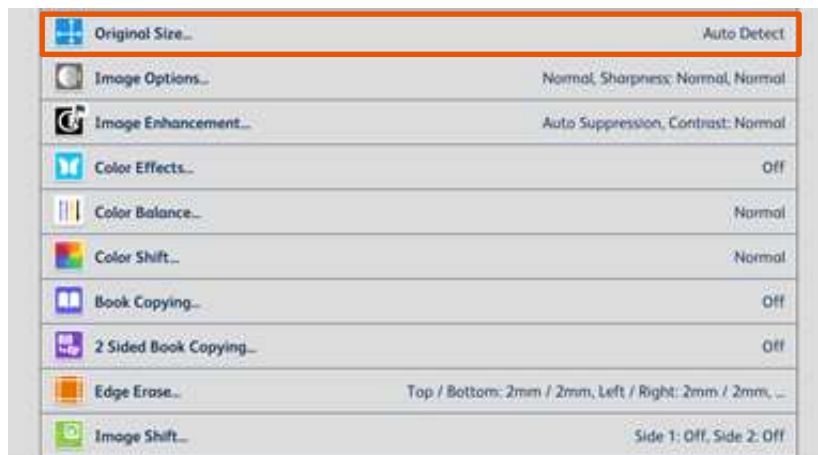 Original Size... Auto Detect
Image Options... Normal, Sharpness: Normal, Normal
Image Enhancement... Auto Suppression, Contrast: Normal
Color Effects... Off
Color Balance... Normal
Color Shift... Normal
Book Copying... Off
2 Sided Book Copying... Off
Edge Erase... Top / Bottom: 2mm / 2mm, Left / Right: 2mm / 2mm, ...
Image Shift... Side 1: Off, Side 2: Off